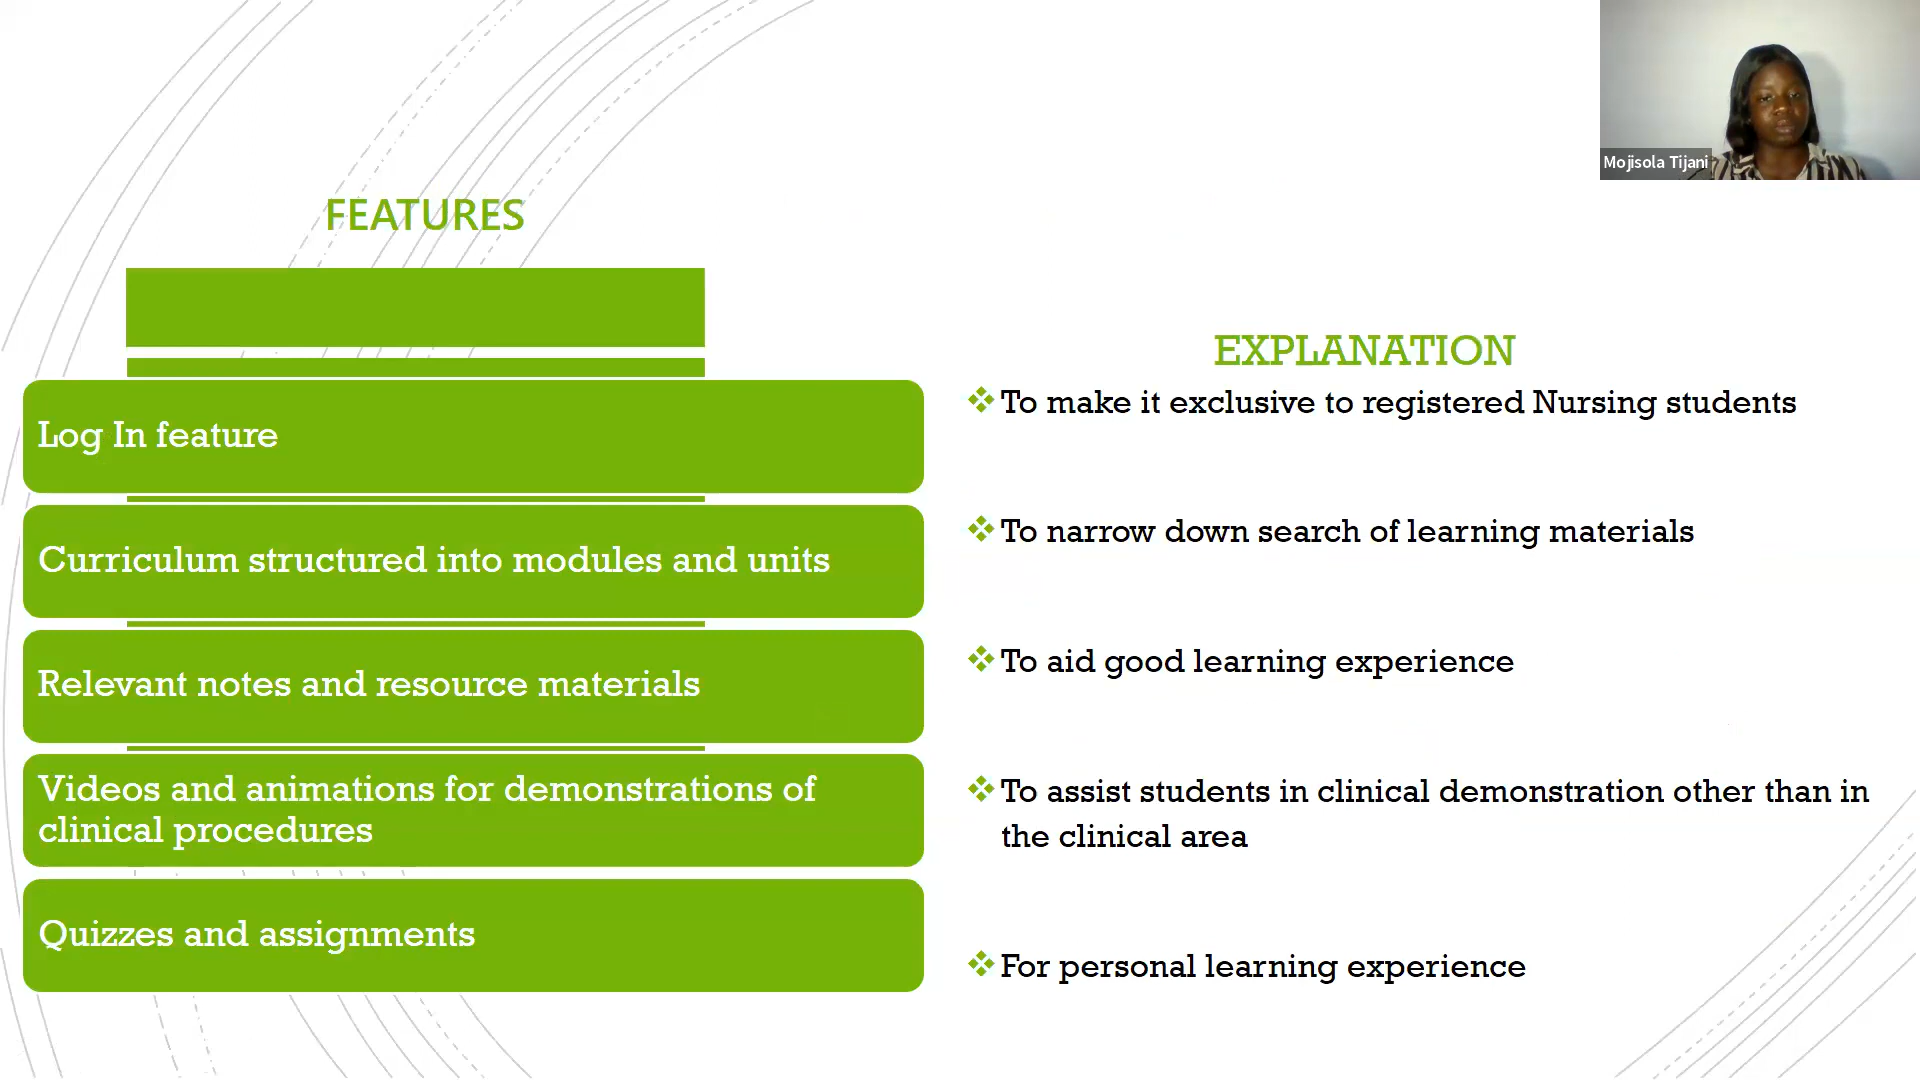 Mojisola Tijani
FEATURES
Log In feature
Curriculum structured into modules and units
Relevant notes and resource materials
Videos and animations for demonstrations of
clinical procedures
Quizzes and assignments
EXPLANATION
To make it exclusive to registered Nursing students
To narrow down search of learning materials
To aid good learning experience
To assist students in clinical demonstration other than in
the clinical area
For personal learning experience